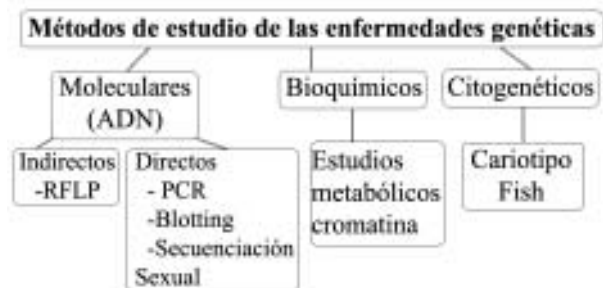 Métodos de estudio de las enfermedades genéticas
Moleculares
(ADN)
Bioquímicos
Citogenéticos
Indirectos
-RFLP
Directos
- PCR
-Blotting
-Secuenciación
Sexual
Estudios
metabólicos
cromatina
Cariotipo
Fish